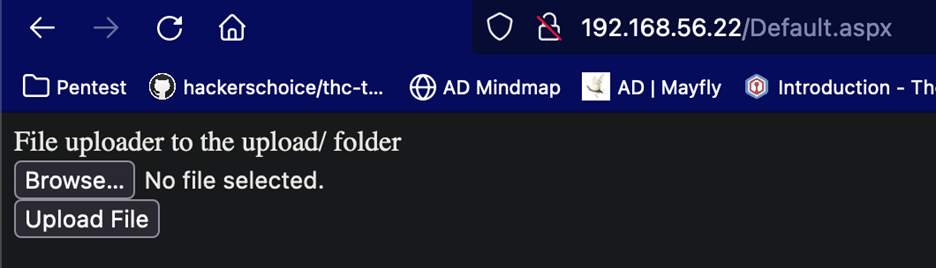 192.168.56.22/Default.aspx
Pentest hackerschoice/thc-t... AD Mindmap AD | Mayfly Introduction - Th
File uploader to the upload/ folder
Browse... No file selected.
Upload File